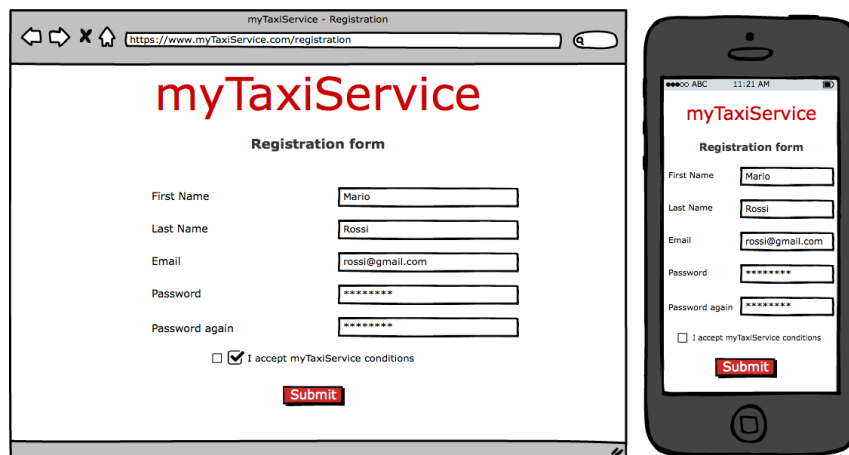 myTaxiService - Registration
https://www.myTaxiService.com/registration
myTaxiService
Registration form
First Name Mario
Last Name Rossi
Email rossi@gmail.com
Password ********
Password again ********
I accept myTaxiService conditions
Submit
ABC 11:21 AM
myTaxiService
Registration form
First Name Mario
Last Name Rossi
Email rossi@gmail.com
Password ********
Password again ********
I accept myTaxiService conditions
Submit